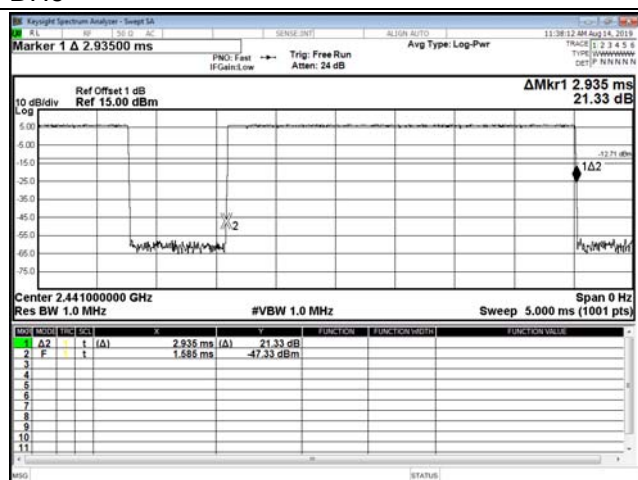 Keysight Spectrum Analyzer - Swept SA
RL RF 50 Ω AC SENSE:INT ALIGN AUTO 11:38:12 AM Aug 14, 2019
Marker 1 Δ 2.93500 ms
PNO: Fast Trig: Free Run Avg Type: Log-Pwr TRACE 1 2 3 4 5 6
IFGain:Low Atten: 24 dB TYPE WWWWWW
DET P N N N N N
Ref Offset 1 dB ΔMkr1 2.935 ms
10 dB/div Ref 15.00 dBm 21.33 dB
Log
5.00
-5.00
-12.71 dBm
-15.0
1Δ2
-25.0
-35.0
-45.0
2
-55.0
-65.0
-75.0
Center 2.441000000 GHz Span 0 Hz
Res BW 1.0 MHz #VBW 1.0 MHz Sweep 5.000 ms (1001 pts)
MKR MODE TRC SCL X Y FUNCTION FUNCTION WIDTH FUNCTION VALUE
1 Δ2 1 t (Δ) 2.935 ms (Δ) 21.33 dB
2 F 1 t 1.585 ms -47.33 dBm
3
4
5
6
7
8
9
10
11
MSG STATUS